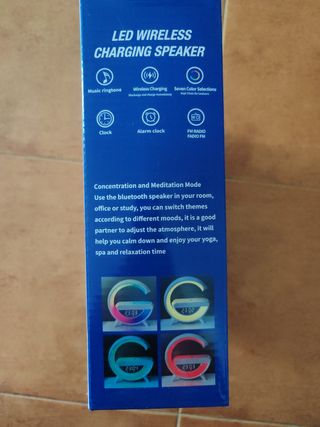 LED WIRELESS
CHARGING SPEAKER
Music ringtone
Wireless Charging
Seven Color Selections
Clock
Alarm clock
FM RADIO
FADIO FM
Concentration and Meditation Mode
Use the bluetooth speaker in your room,
office or study, you can switch themes
according to different moods, it is a good
partner to adjust the atmosphere, it will
help you calm down and enjoy your yoga,
spa and relaxation time